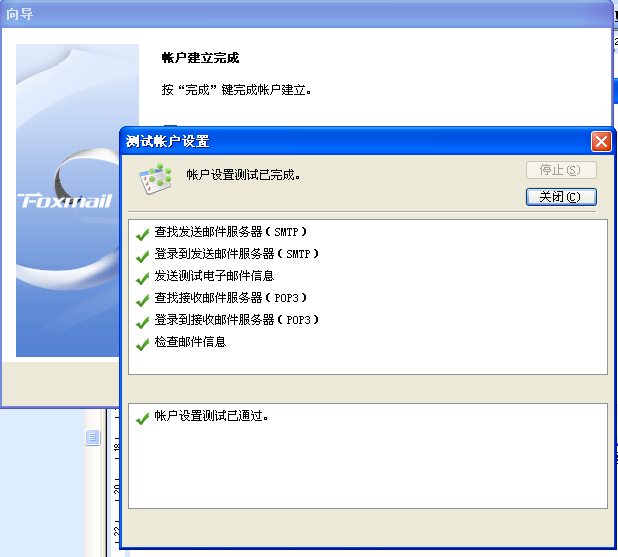 向导
帐户建立完成
按“完成”键完成帐户建立。
Foxmail
测试帐户设置
帐户设置测试已完成。
停止(S)
关闭(C)
查找发送邮件服务器(SMTP)
登录到发送邮件服务器(SMTP)
发送测试电子邮件信息
查找接收邮件服务器(POP3)
登录到接收邮件服务器(POP3)
检查邮件信息
帐户设置测试已通过。
18
20
22